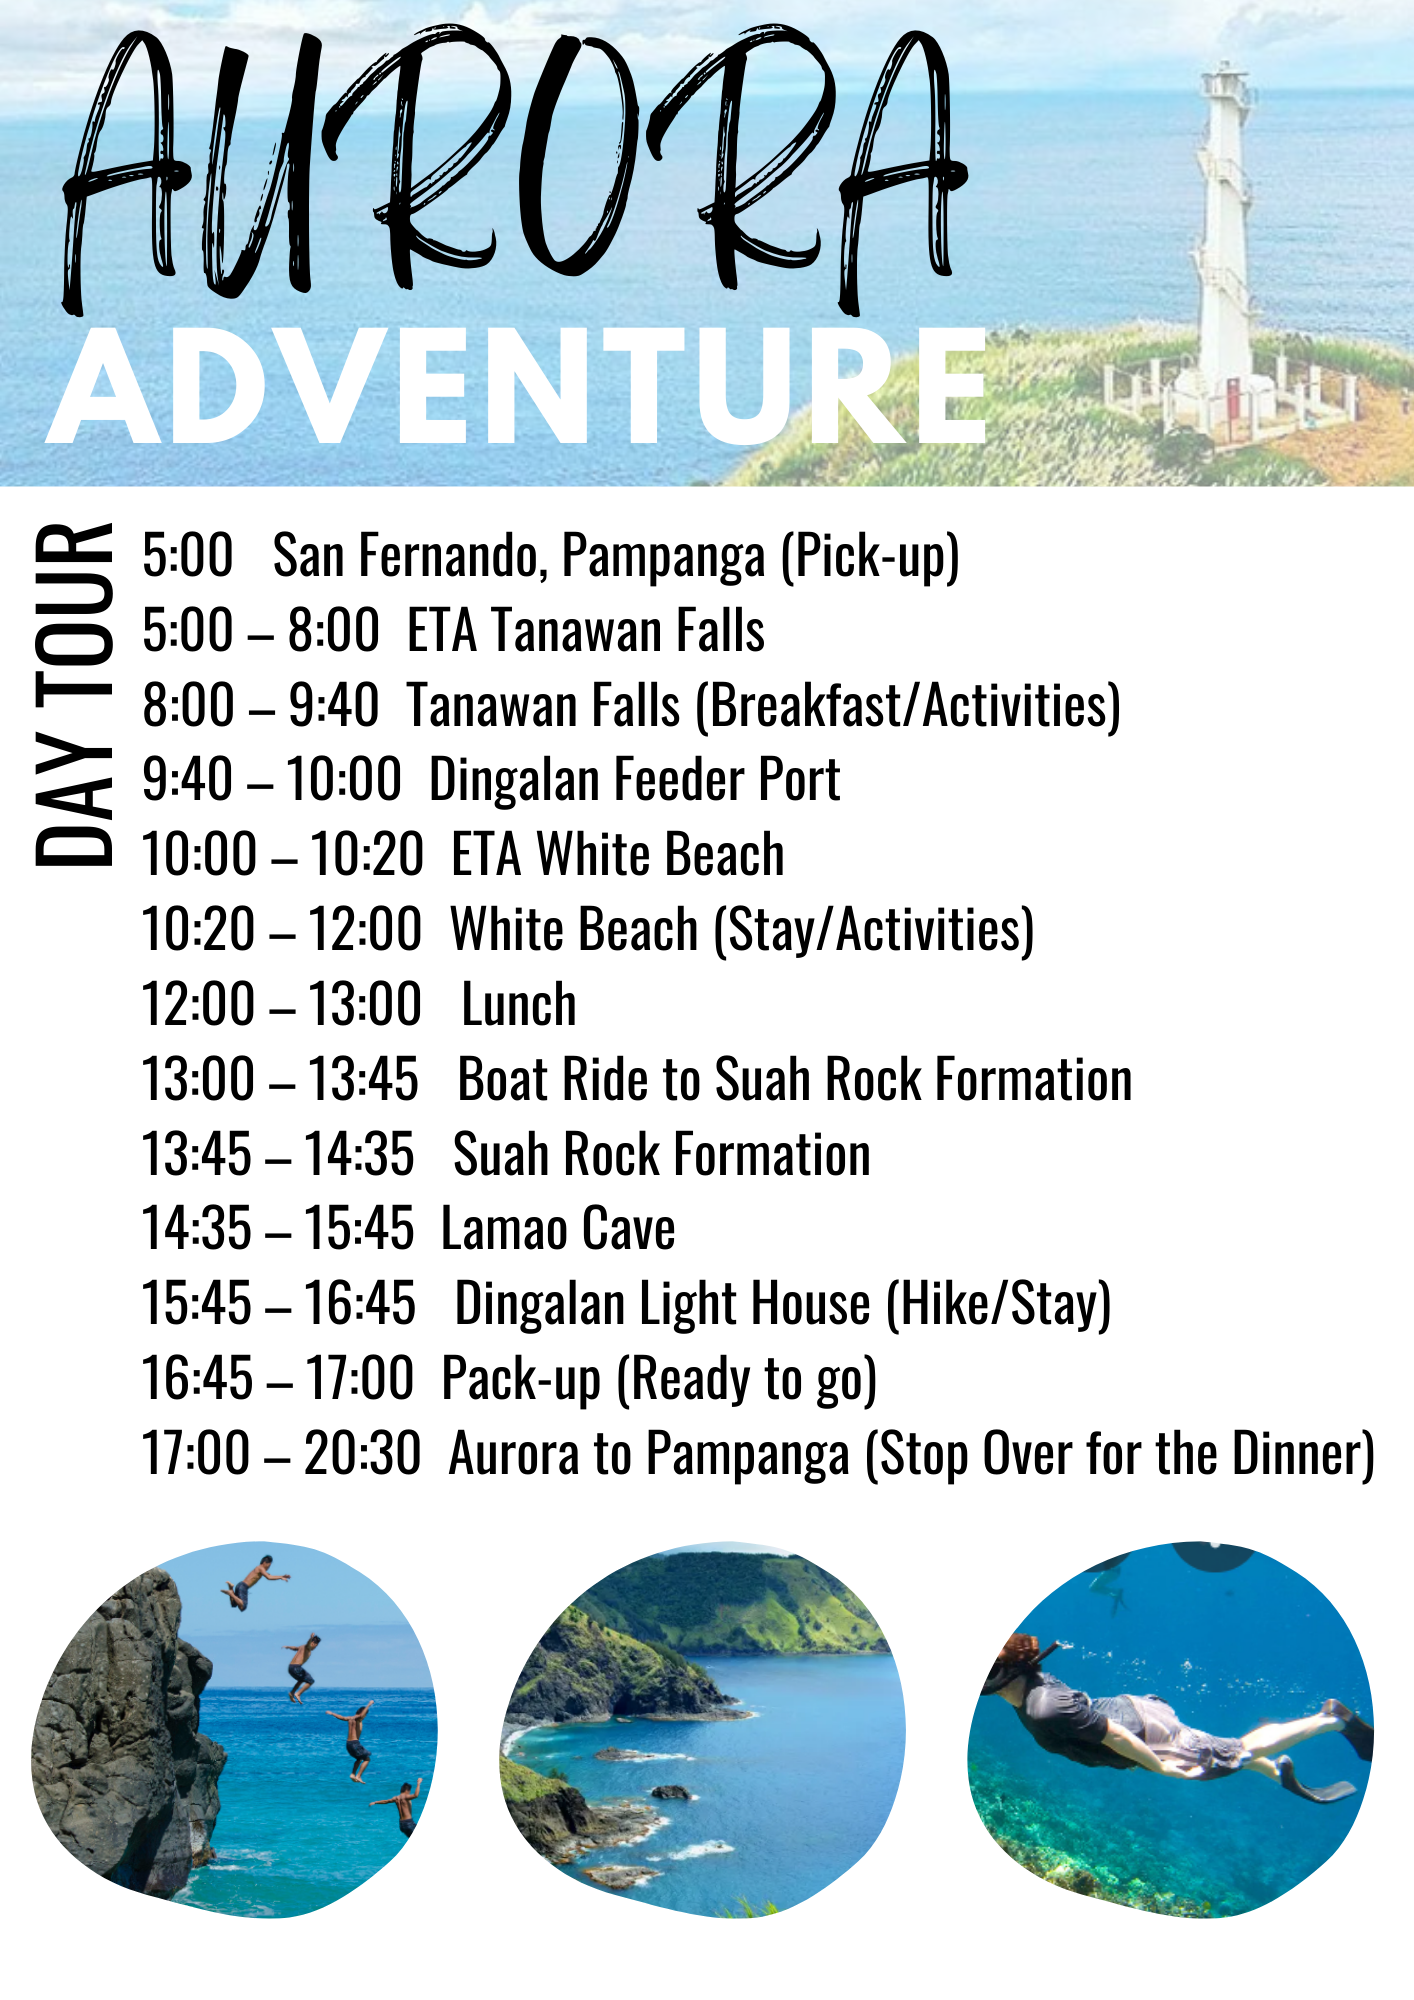 AURORA
ADVENTURE
DAY TOUR
5:00 San Fernando, Pampanga (Pick-up)
5:00 – 8:00 ETA Tanawan Falls
8:00 – 9:40 Tanawan Falls (Breakfast/Activities)
9:40 – 10:00 Dingalan Feeder Port
10:00 – 10:20 ETA White Beach
10:20 – 12:00 White Beach (Stay/Activities)
12:00 – 13:00 Lunch
13:00 – 13:45 Boat Ride to Suah Rock Formation
13:45 – 14:35 Suah Rock Formation
14:35 – 15:45 Lamao Cave
15:45 – 16:45 Dingalan Light House (Hike/Stay)
16:45 – 17:00 Pack-up (Ready to go)
17:00 – 20:30 Aurora to Pampanga (Stop Over for the Dinner)